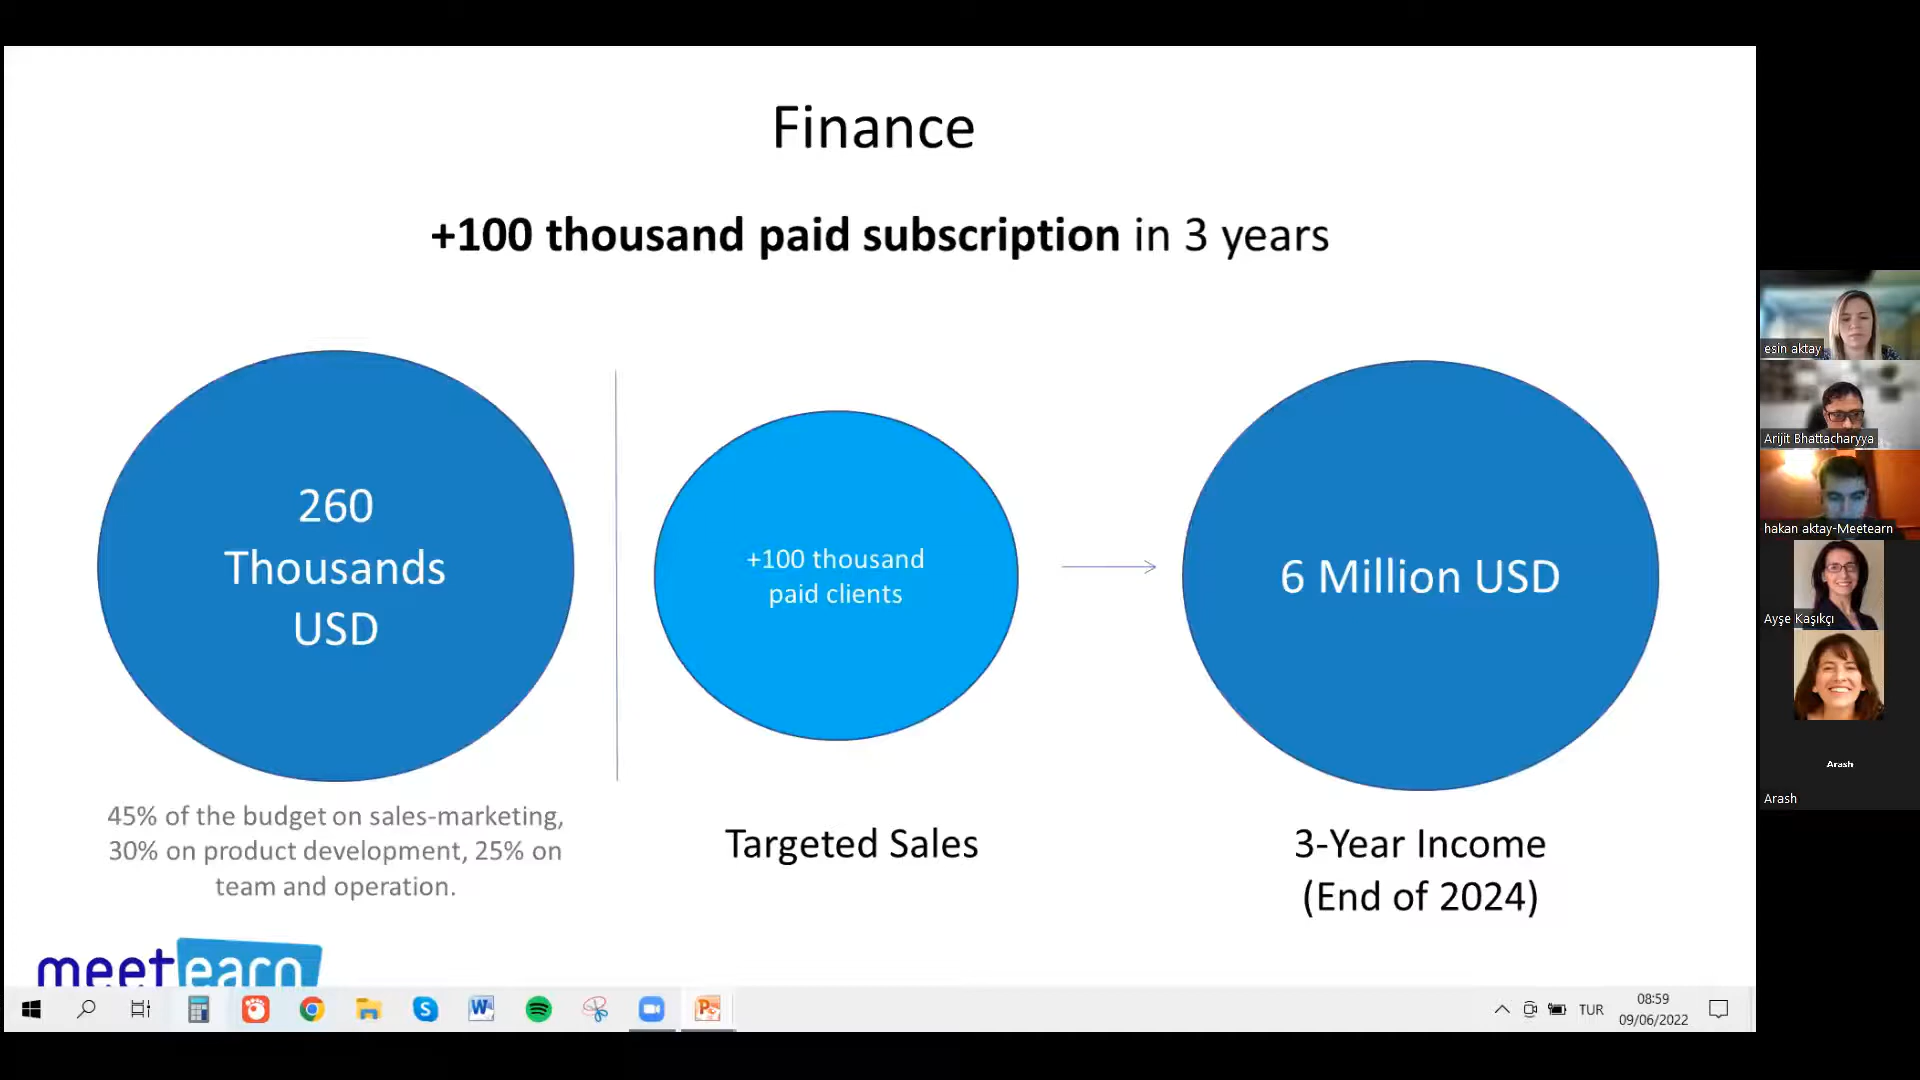 Finance
+100 thousand paid subscription in 3 years
260
Thousands
USD
45% of the budget on sales-marketing,
30% on product development, 25% on
team and operation.
+100 thousand
paid clients
Targeted Sales
6 Million USD
3-Year Income
(End of 2024)
meetearn
esin aktay
Arijit Bhattacharyya
hakan aktay-Meetearn
Ayşe Kaşıkçı
Arash
Arash
TUR
08:59
09/06/2022